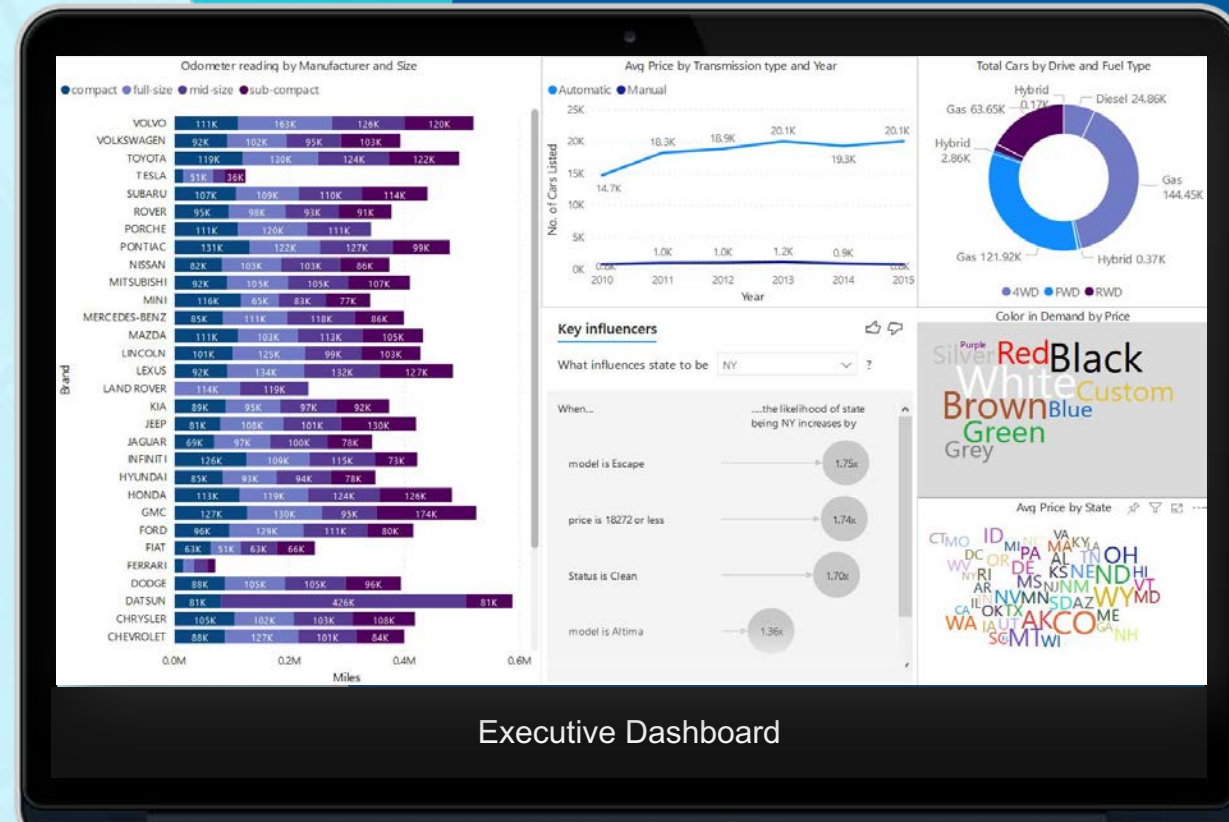 Odometer reading by Manufacturer and Size
compact full-size mid-size sub-compact
Brand
VOLVO 111K 163K 126K 120K
VOLKSWAGEN 92K 102K 95K 103K
TOYOTA 119K 130K 124K 122K
TESLA 51K 36K
SUBARU 107K 109K 110K 114K
ROVER 95K 98K 93K 91K
PORCHE 111K 120K 111K
PONTIAC 131K 122K 127K 99K
NISSAN 82K 103K 103K 86K
MITSUBISHI 92K 105K 105K 107K
MINI 116K 65K 83K 77K
MERCEDES-BENZ 85K 111K 118K 86K
MAZDA 111K 103K 113K 105K
LINCOLN 101K 125K 99K 103K
LEXUS 92K 134K 132K 127K
LAND ROVER 114K 119K
KIA 89K 95K 97K 92K
JEEP 81K 108K 101K 130K
JAGUAR 69K 97K 100K 78K
INFINITI 126K 109K 115K 73K
HYUNDAI 85K 93K 94K 78K
HONDA 113K 119K 124K 126K
GMC 127K 130K 95K 174K
FORD 96K 129K 111K 80K
FIAT 63K 51K 63K 66K
FERRARI
DODGE 88K 105K 105K 96K
DATSUN 81K 426K 81K
CHRYSLER 105K 102K 103K 108K
CHEVROLET 88K 127K 101K 84K
0.0M 0.2M 0.4M 0.6M
Miles
Avg Price by Transmission type and Year
Automatic Manual
No. of Cars Listed
25K
20K
15K
10K
5K
0K
14.7K 18.3K 18.9K 20.1K 19.3K 20.1K
1.0K 1.0K 1.2K 0.9K
2010 2011 2012 2013 2014 2015
Year
Key influencers
What influences state to be NY ?
When...
....the likelihood of state
being NY increases by
model is Escape 1.75x
price is 18272 or less 1.74x
Status is Clean 1.70x
model is Altima 1.36x
Total Cars by Drive and Fuel Type
Hybrid
0.17K
Diesel 24.86K
Gas 63.65K
Hybrid
2.86K
Gas
144.45K
Gas 121.92K
Hybrid 0.37K
4WD FWD RWD
Color in Demand by Price
Purple
Silver Red Black
White Custom
Brown Blue
Green
Grey
Avg Price by State
CT MO ID MI NC VA MA KY LA
DC OR PA AL TN OH
WV DE KS NE ND HI
NY RI MS NJ NM VT
AR NV MN SD AZ WY MD
CA IL IN OK TX AK CO ME
WA IA UT GA NH
SC MT WI
Executive Dashboard